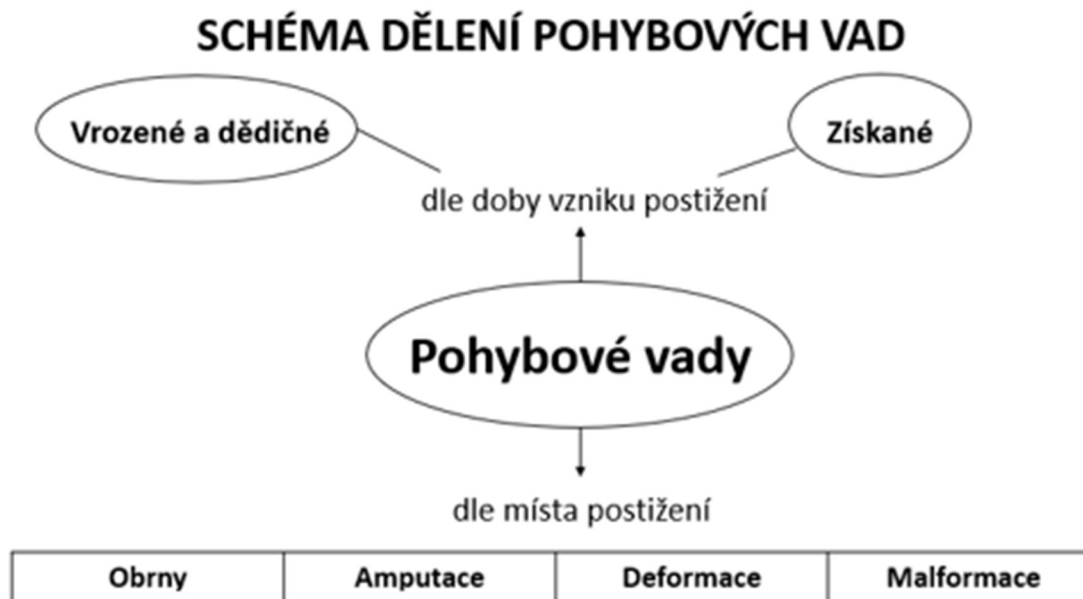 SCHÉMA DĚLENÍ POHYBOVÝCH VAD
Vrozené a dědičné
Získané
dle doby vzniku postižení
Pohybové vady
dle místa postižení
Obrny Amputace Deformace Malformace